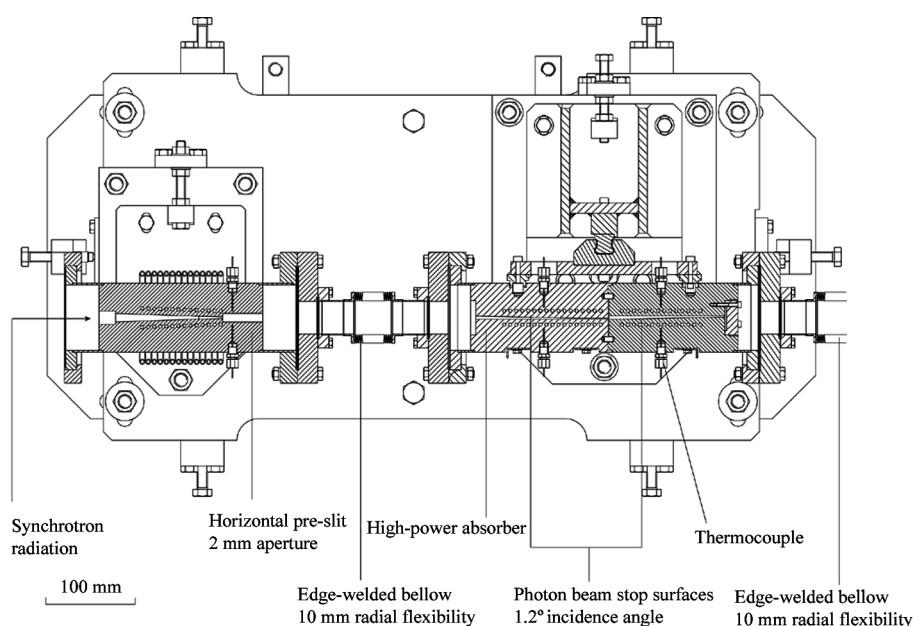 Synchrotron
radiation
Horizontal pre-slit
2 mm aperture
High-power absorber
Thermocouple
100 mm
Edge-welded bellow
10 mm radial flexibility
Photon beam stop surfaces
1.2° incidence angle
Edge-welded bellow
10 mm radial flexibility